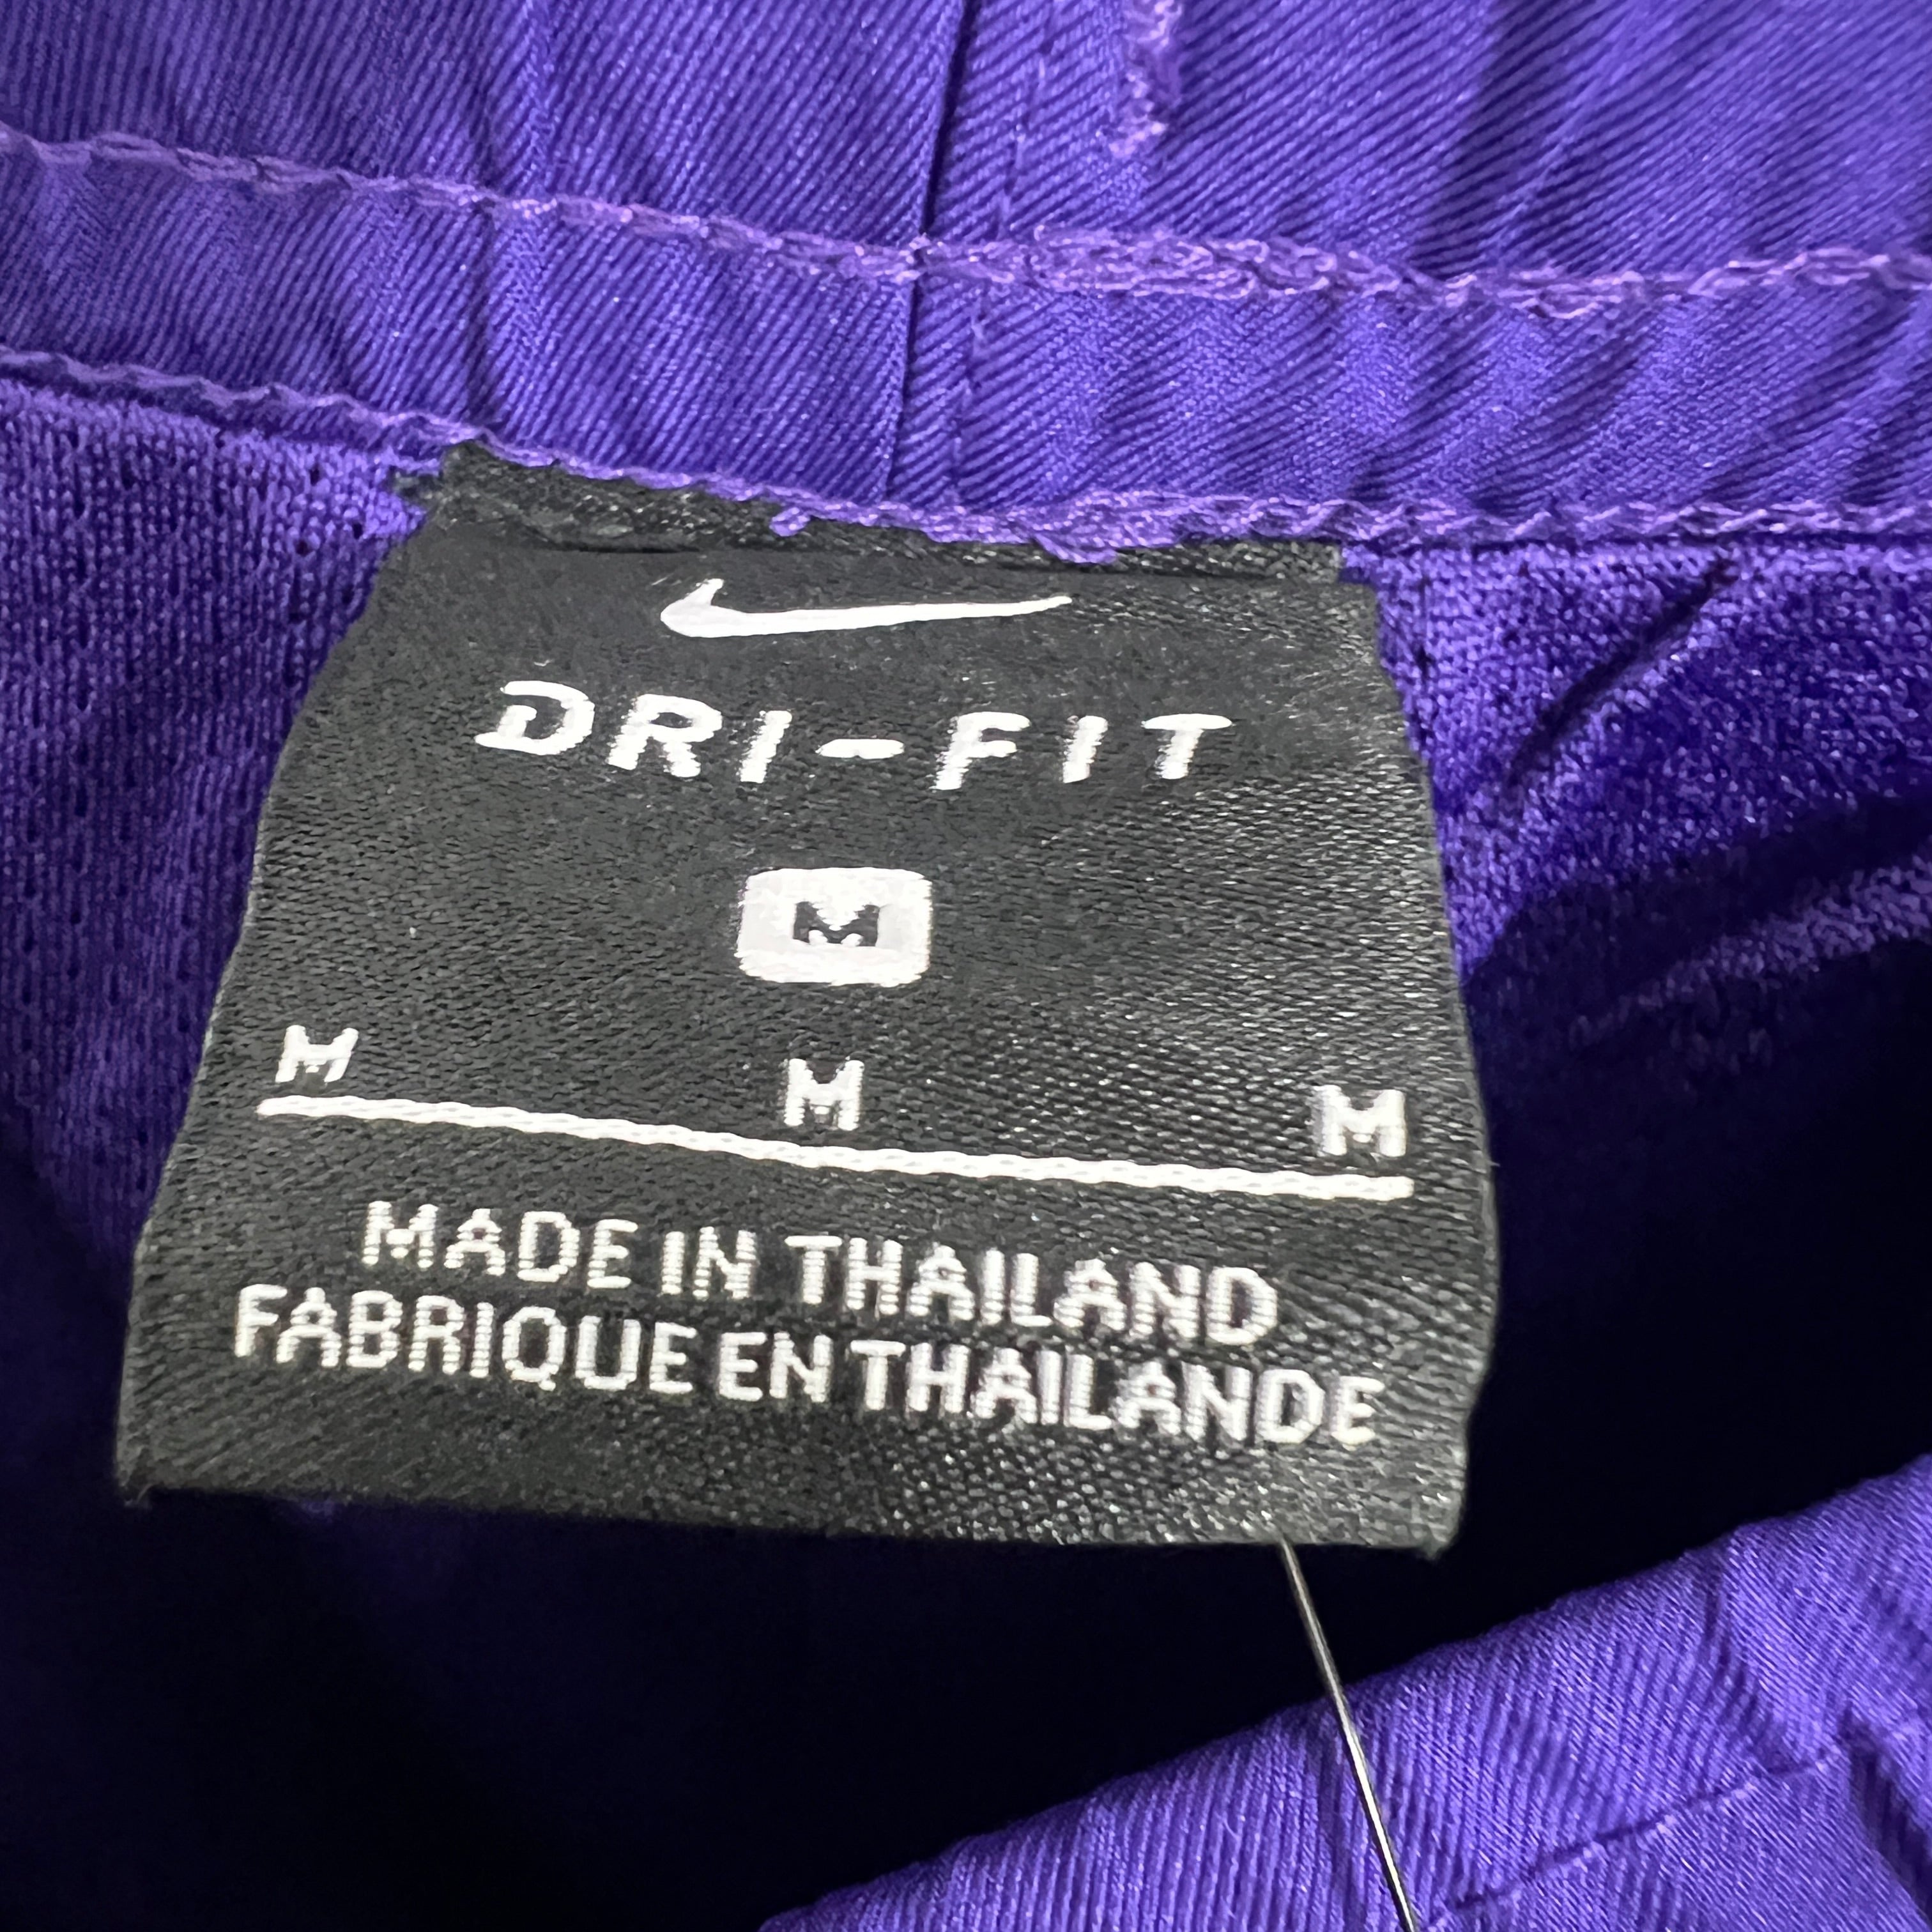 DRI-FIT
M
M M M
MADE IN THAILAND
FABRIQUE EN THAILANDE